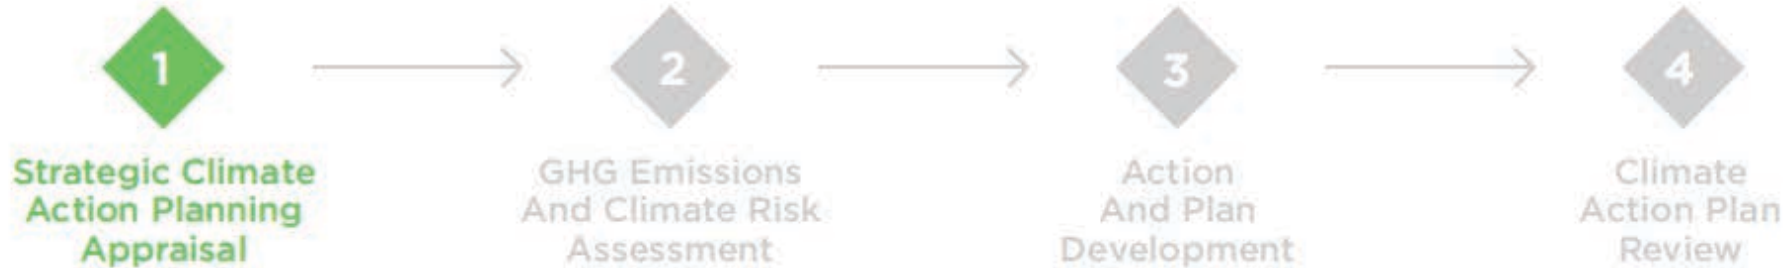 1
2
3
4
Strategic Climate
Action Planning
Appraisal
GHG Emissions
And Climate Risk
Assessment
Action
And Plan
Development
Climate
Action Plan
Review